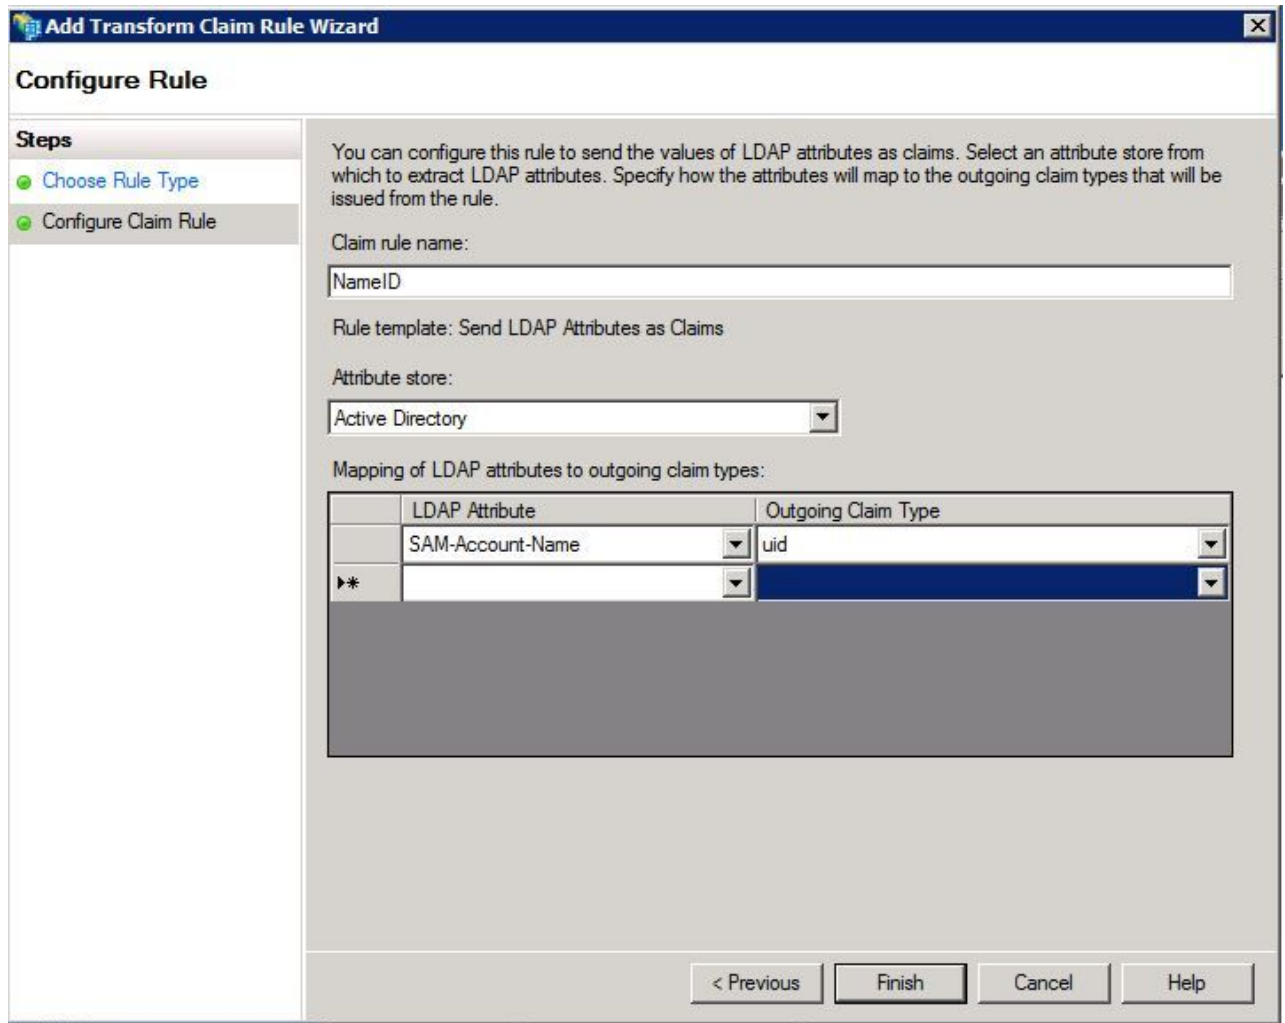 Add Transform Claim Rule Wizard
Configure Rule
Steps
Choose Rule Type
Configure Claim Rule
You can configure this rule to send the values of LDAP attributes as claims. Select an attribute store from
which to extract LDAP attributes. Specify how the attributes will map to the outgoing claim types that will be
issued from the rule.
Claim rule name:
NameID
Rule template: Send LDAP Attributes as Claims
Attribute store:
Active Directory
Mapping of LDAP attributes to outgoing claim types:
LDAP Attribute Outgoing Claim Type
SAM-Account-Name uid
< Previous Finish Cancel Help